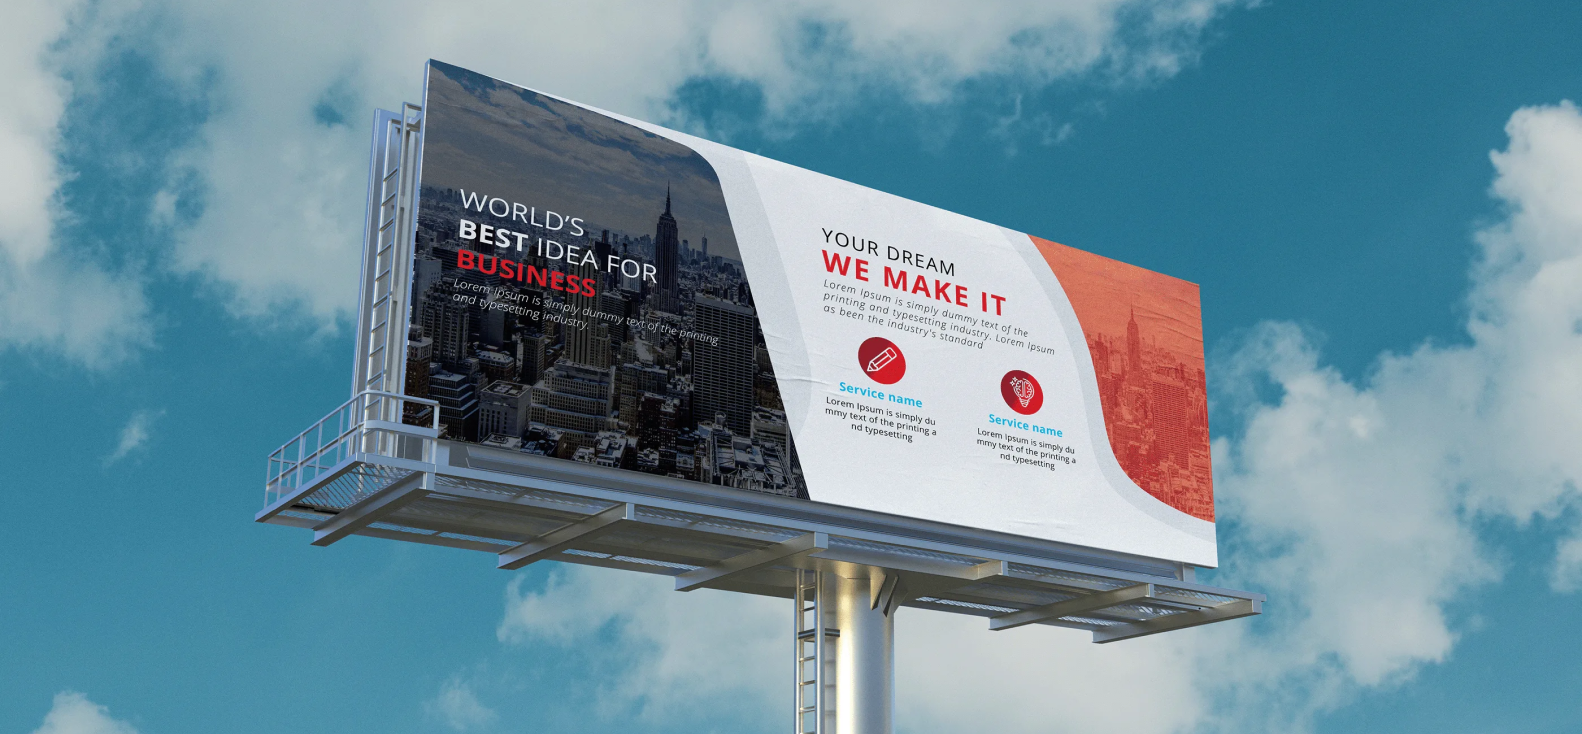 WORLD'S
BEST IDEA FOR
BUSINESS
Lorem Ipsum is simply dummy text of the printing
and typesetting industry.
YOUR DREAM
WE MAKE IT
Lorem Ipsum is simply dummy text of the
printing and typesetting industry. Lorem Ipsum
as been the industry's standard
Service name
Lorem Ipsum is simply du
mmy text of the printing a
nd typesetting
Service name
Lorem Ipsum is simply du
mmy text of the printing a
nd typesetting